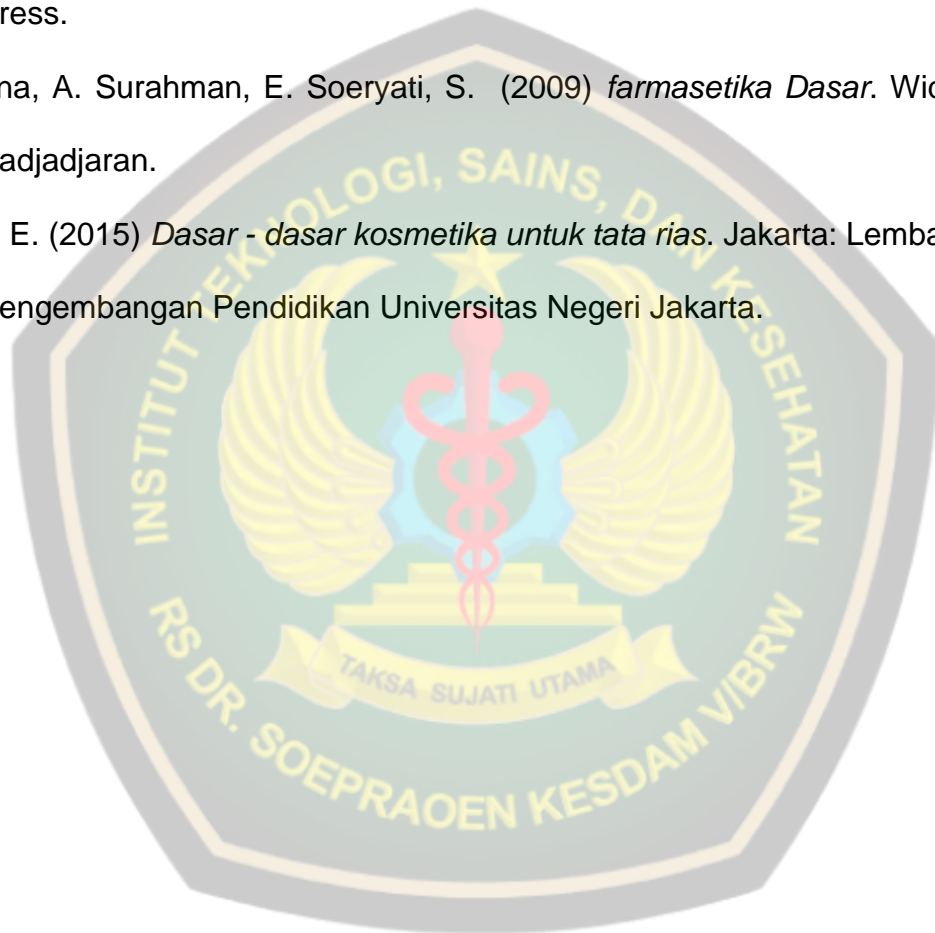 ress.
na, A. Surahman, E. Soeryati, S. (2009) farmasetika Dasar. Wid
adjadjaran.
E. (2015) Dasar - dasar kosmetika untuk tata rias. Jakarta: Lemba
engembangan Pendidikan Universitas Negeri Jakarta.
INSTITUT TEKNOLOGI, SAINS, DAN KESEHATAN
TAKSA SUJATI UTAMA
RS DR. SOEPRAOEN KESDAM V/BRW